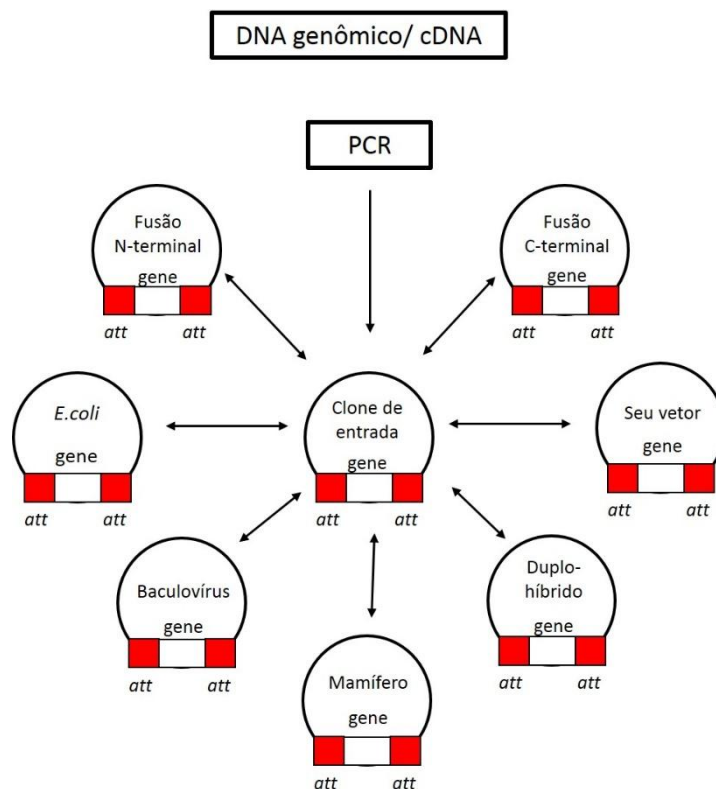 DNA genômico/ cDNA
PCR
Fusão
N-terminal
gene
att att
Fusão
C-terminal
gene
att att
E.coli
gene
att att
Clone de
entrada
gene
att att
Seu vetor
gene
att att
Baculovírus
gene
att att
Duplo-
híbrido
gene
att att
Mamífero
gene
att att